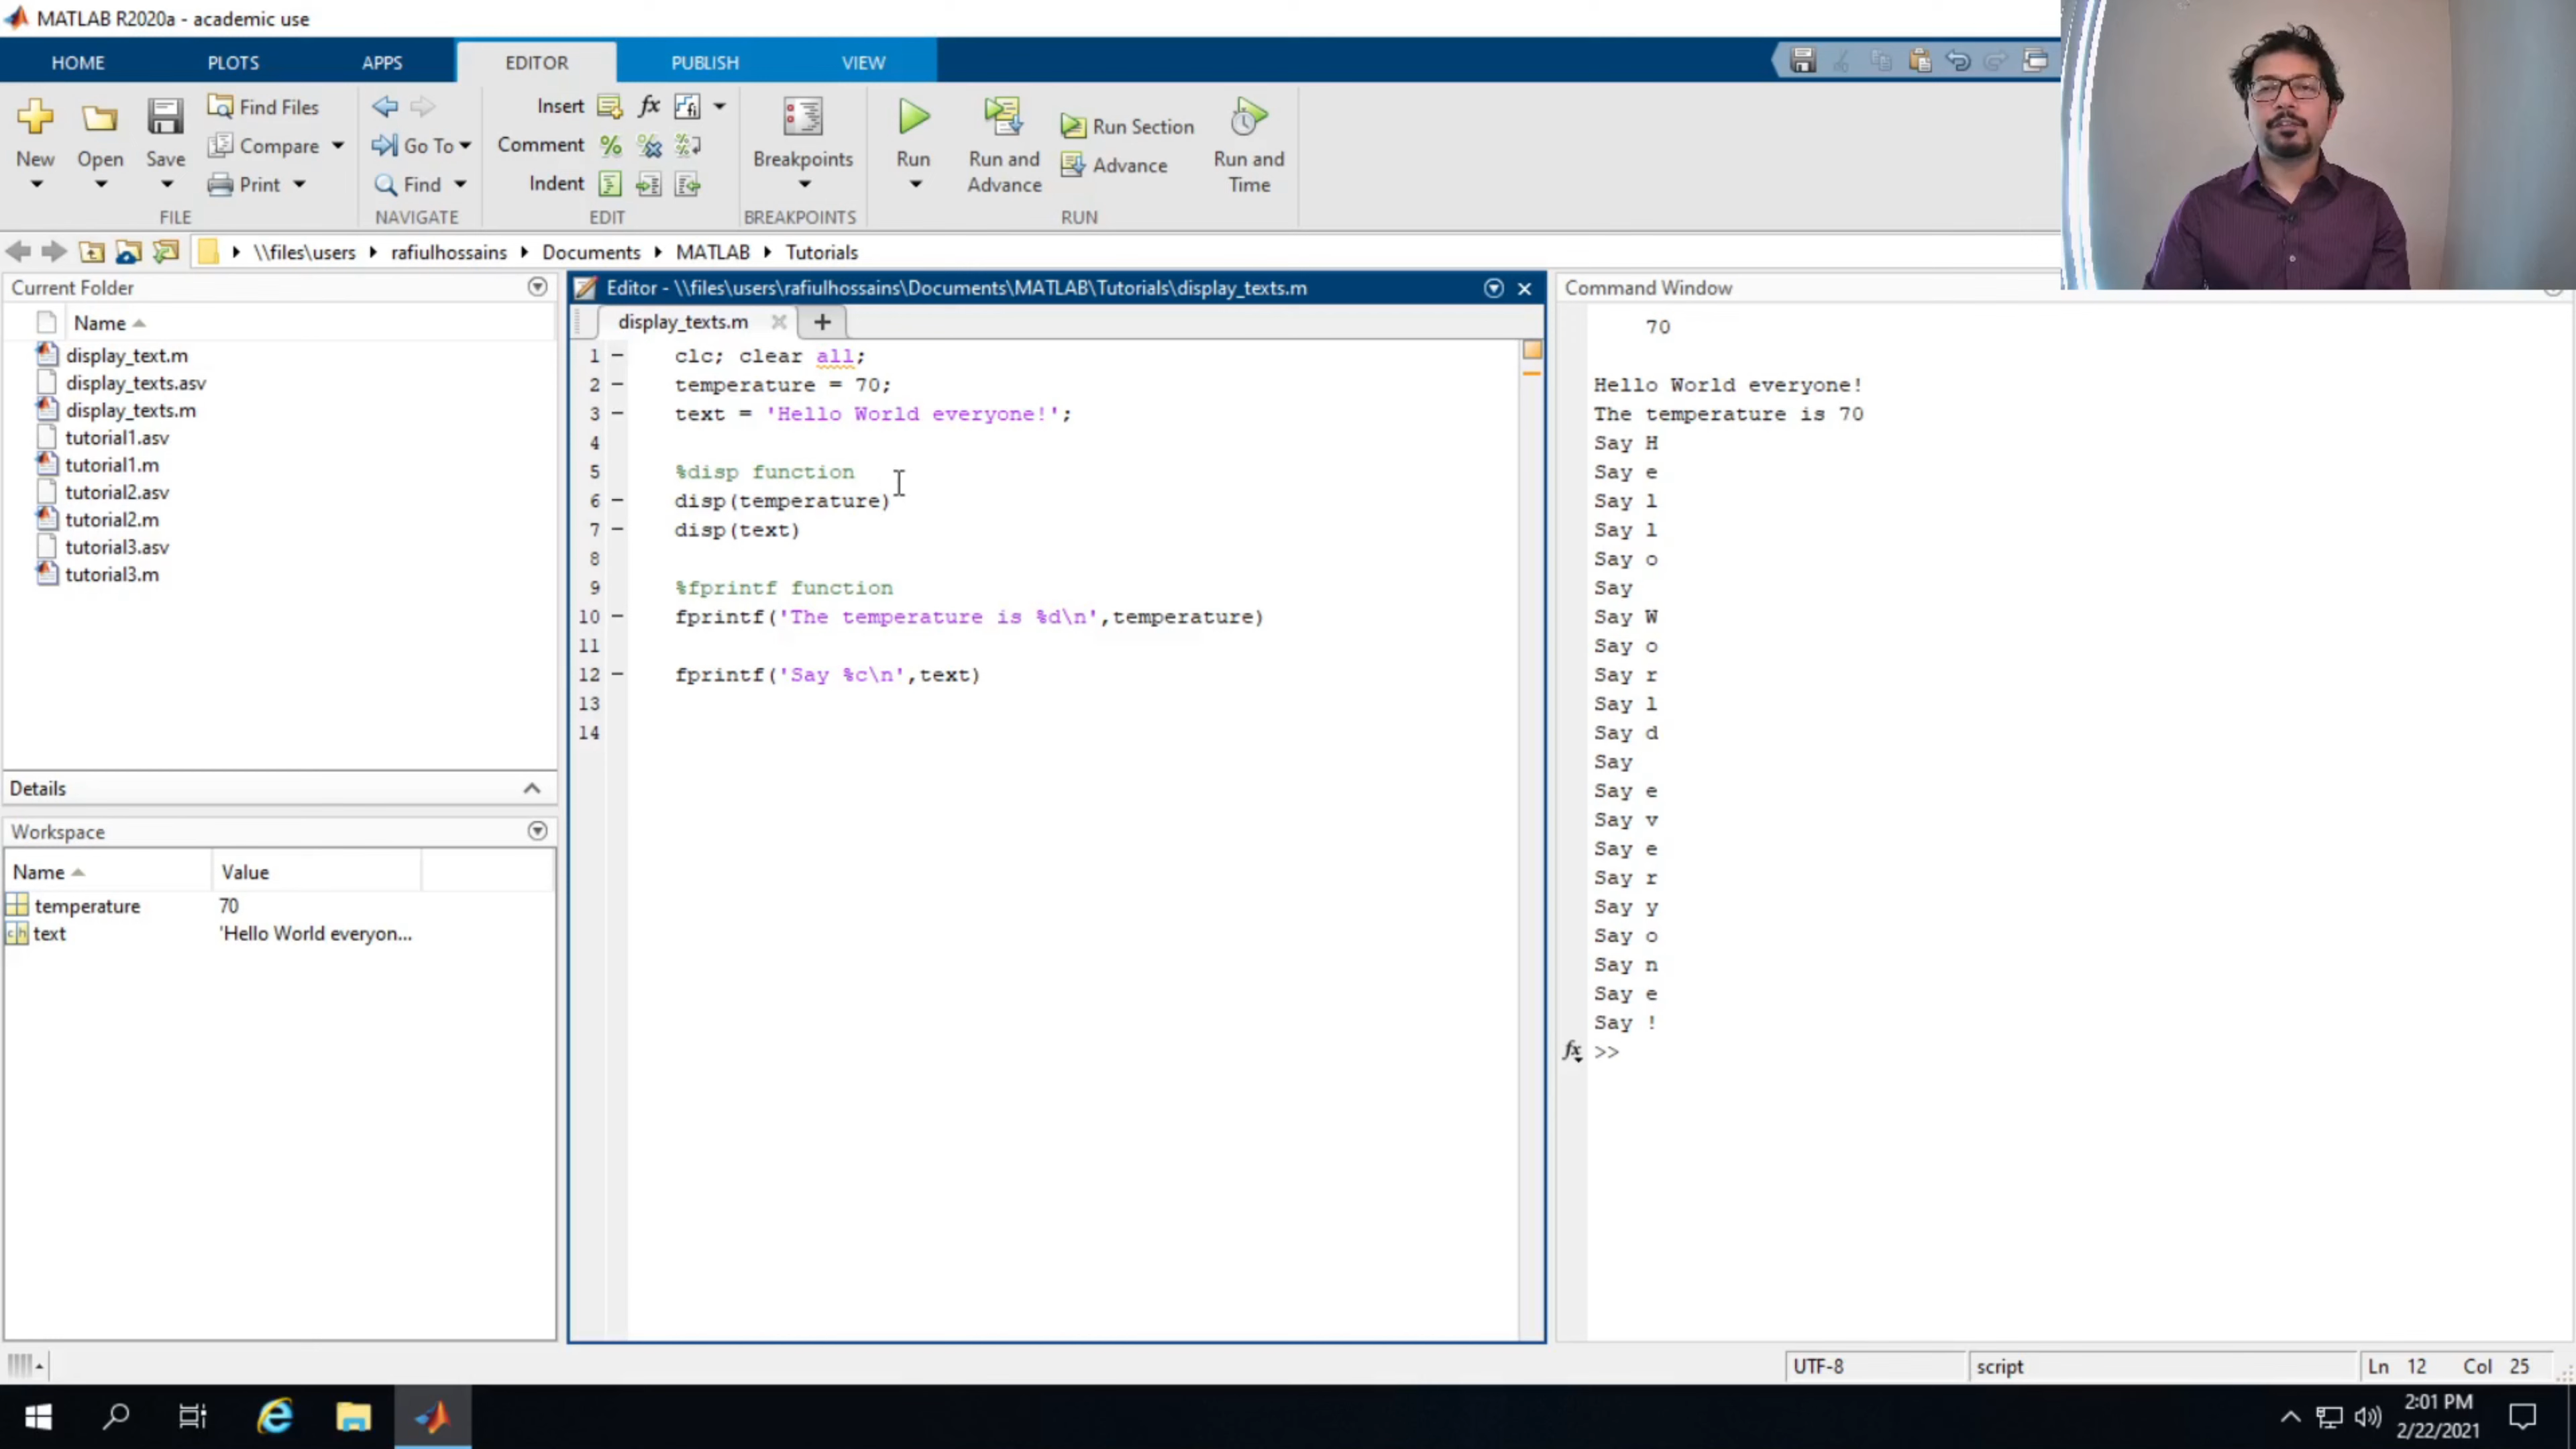 MATLAB R2020a - academic use
HOME PLOTS APPS EDITOR PUBLISH VIEW
New Open Save
Find Files
Compare
Print
FILE
Go To
Find
NAVIGATE
Insert fx
Comment
Indent
EDIT
Breakpoints
BREAKPOINTS
Run
Run and Advance
Run Section
Advance
Run and Time
RUN
\\files\users rafiulhossains Documents MATLAB Tutorials
Current Folder
Name
display_text.m
display_texts.asv
display_texts.m
tutorial1.asv
tutorial1.m
tutorial2.asv
tutorial2.m
tutorial3.asv
tutorial3.m
Details
Workspace
Name Value
temperature 70
text 'Hello World everyon...
Editor - \\files\users\rafiulhossains\Documents\MATLAB\Tutorials\display_texts.m
display_texts.m
1 clc; clear all;
2 temperature = 70;
3 text = 'Hello World everyone!';
4
5 %disp function
6 disp(temperature)
7 disp(text)
8
9 %fprintf function
10 fprintf('The temperature is %d\n',temperature)
11
12 fprintf('Say %c\n',text)
13
14
Command Window
70
Hello World everyone!
The temperature is 70
Say H
Say e
Say l
Say l
Say o
Say
Say W
Say o
Say r
Say l
Say d
Say
Say e
Say v
Say e
Say r
Say y
Say o
Say n
Say e
Say !
fx >>
UTF-8 script Ln 12 Col 25
2:01 PM
2/22/2021